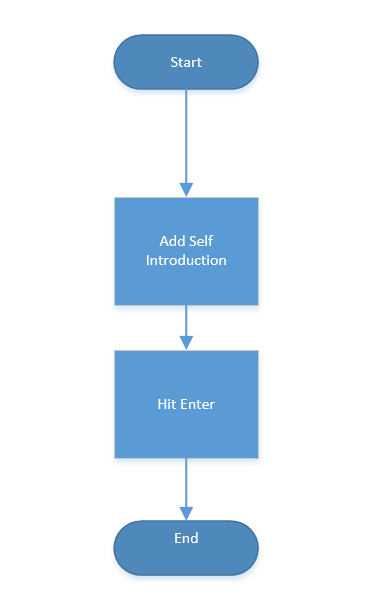 Start
Add Self
Introduction
Hit Enter
End